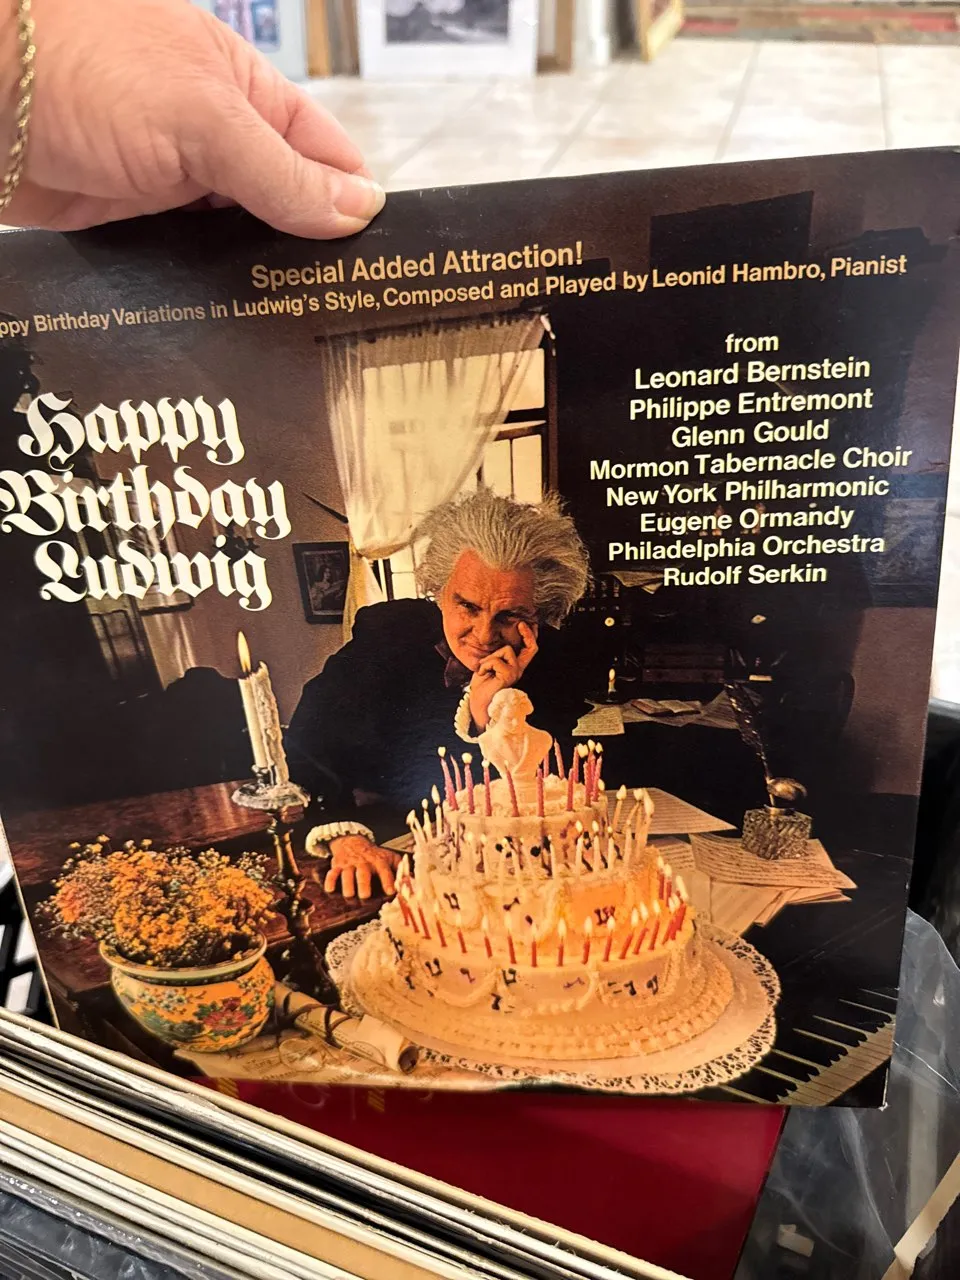 Special Added Attraction!
ppy Birthday Variations in Ludwig's Style, Composed and Played by Leonid Hambro, Pianist
Happy
Birthday
Ludwig
from
Leonard Bernstein
Philippe Entremont
Glenn Gould
Mormon Tabernacle Choir
New York Philharmonic
Eugene Ormandy
Philadelphia Orchestra
Rudolf Serkin